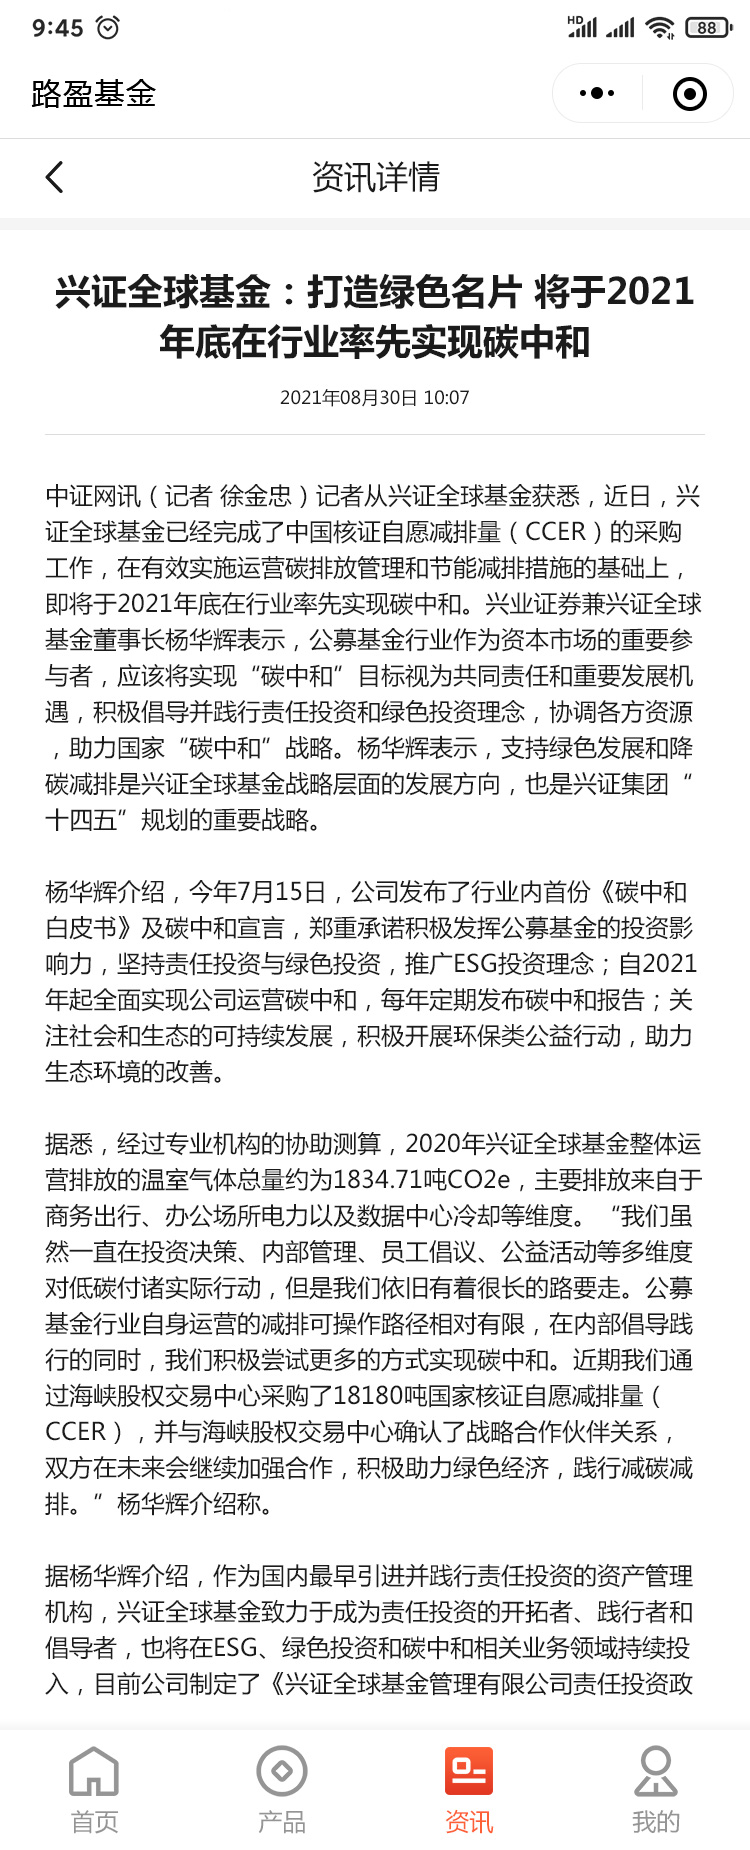 9:45
HD
88
路盈基金
资讯详情
兴证全球基金：打造绿色名片 将于2021
年底在行业率先实现碳中和
2021年08月30日 10:07
中证网讯（记者 徐金忠）记者从兴证全球基金获悉，近日，兴
证全球基金已经完成了中国核证自愿减排量（CCER）的采购
工作，在有效实施运营碳排放管理和节能减排措施的基础上，
即将于2021年底在行业率先实现碳中和。兴业证券兼兴证全球
基金董事长杨华辉表示，公募基金行业作为资本市场的重要参
与者，应该将实现“碳中和”目标视为共同责任和重要发展机
遇，积极倡导并践行责任投资和绿色投资理念，协调各方资源
，助力国家“碳中和”战略。杨华辉表示，支持绿色发展和降
碳减排是兴证全球基金战略层面的发展方向，也是兴证集团“
十四五”规划的重要战略。
杨华辉介绍，今年7月15日，公司发布了行业内首份《碳中和
白皮书》及碳中和宣言，郑重承诺积极发挥公募基金的投资影
响力，坚持责任投资与绿色投资，推广ESG投资理念；自2021
年起全面实现公司运营碳中和，每年定期发布碳中和报告；关
注社会和生态的可持续发展，积极开展环保类公益行动，助力
生态环境的改善。
据悉，经过专业机构的协助测算，2020年兴证全球基金整体运
营排放的温室气体总量约为1834.71吨CO2e，主要排放来自于
商务出行、办公场所电力以及数据中心冷却等维度。“我们虽
然一直在投资决策、内部管理、员工倡议、公益活动等多维度
对低碳付诸实际行动，但是我们依旧有着很长的路要走。公募
基金行业自身运营的减排可操作路径相对有限，在内部倡导践
行的同时，我们积极尝试更多的方式实现碳中和。近期我们通
过海峡股权交易中心采购了18180吨国家核证自愿减排量（
CCER），并与海峡股权交易中心确认了战略合作伙伴关系，
双方在未来会继续加强合作，积极助力绿色经济，践行减碳减
排。”杨华辉介绍称。
据杨华辉介绍，作为国内最早引进并践行责任投资的资产管理
机构，兴证全球基金致力于成为责任投资的开拓者、践行者和
倡导者，也将在ESG、绿色投资和碳中和相关业务领域持续投
入，目前公司制定了《兴证全球基金管理有限公司责任投资政
首页
产品
资讯
我的